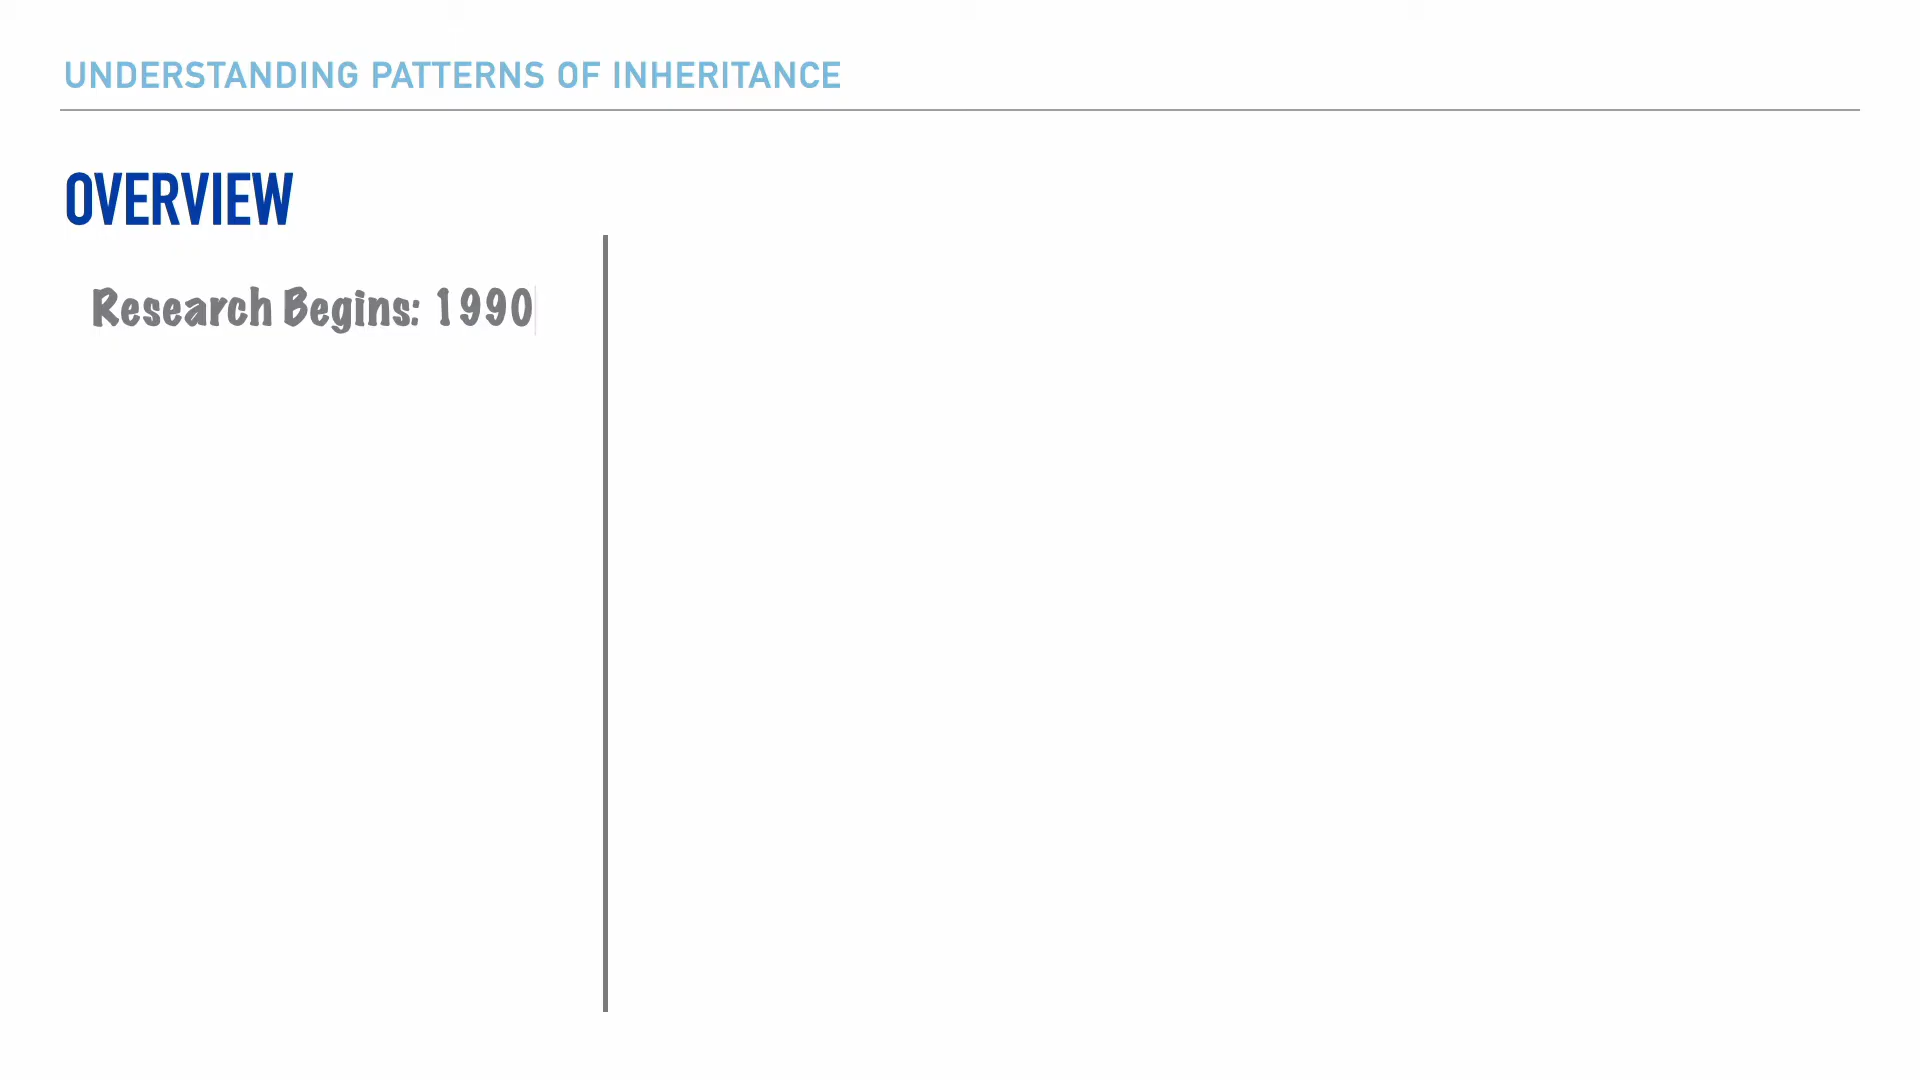 UNDERSTANDING PATTERNS OF INHERITANCE
OVERVIEW
Research Begins: 1990